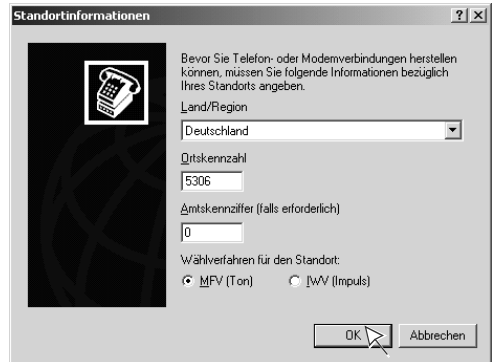 Standortinformationen
Bevor Sie Telefon- oder Modemverbindungen herstellen
können, müssen Sie folgende Informationen bezüglich
Ihres Standorts angeben.
Land/Region
Deutschland
Ortskennzahl
5306
Amtskennziffer (falls erforderlich)
0
Wählverfahren für den Standort:
MFV (Ton) IWV (Impuls)
OK Abbrechen